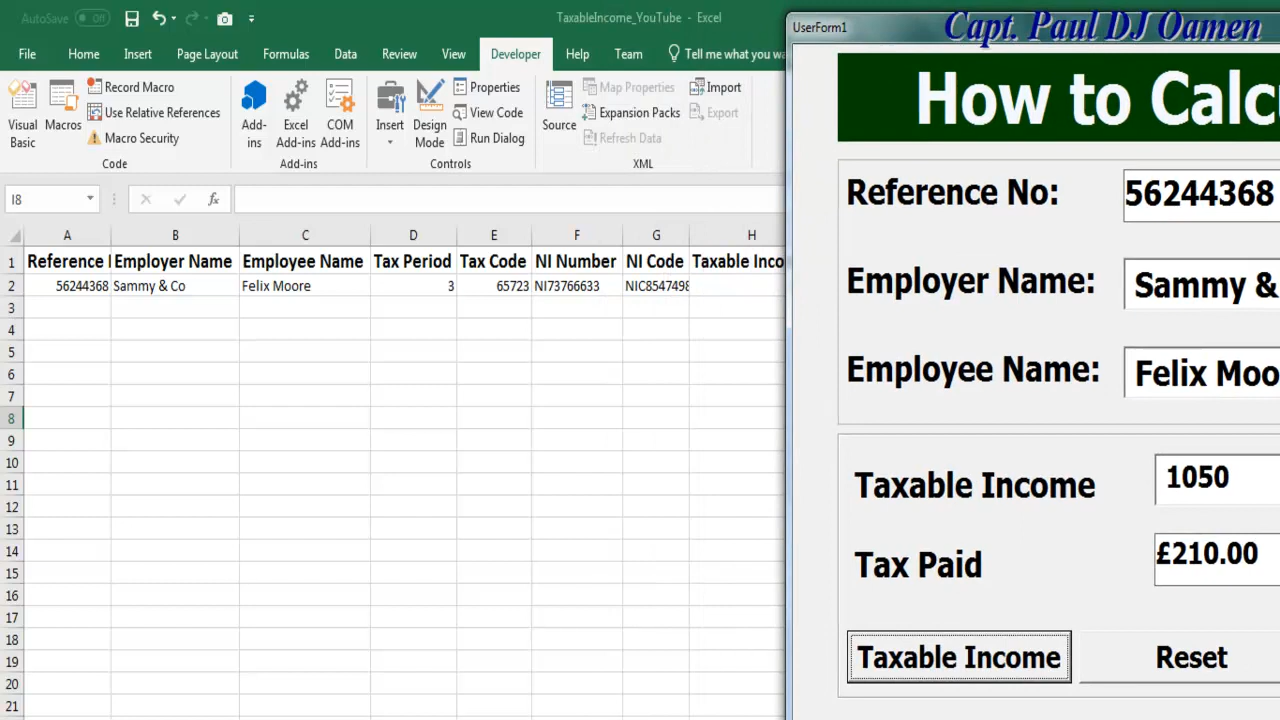 AutoSave Off
TaxableIncome_YouTube - Excel
File Home Insert Page Layout Formulas Data Review View Developer Help Team Tell me what you wa
Visual Basic
Macros
Record Macro
Use Relative References
Macro Security
Code
Add-ins
Excel Add-ins
COM Add-ins
Add-ins
Insert
Design Mode
Properties
View Code
Run Dialog
Controls
Source
Map Properties
Expansion Packs
Refresh Data
Import
Export
XML
I8
fx
A B C D E F G H
1 Reference Employer Name Employee Name Tax Period Tax Code NI Number NI Code Taxable Inco
2 56244368 Sammy & Co Felix Moore 3 65723 NI73766633 NIC8547498
3
4
5
6
7
8
9
10
11
12
13
14
15
16
17
18
19
20
21
UserForm1
Capt. Paul DJ Oamen
How to Calc
Reference No: 56244368
Employer Name: Sammy &
Employee Name: Felix Moo
Taxable Income 1050
Tax Paid £210.00
Taxable Income Reset